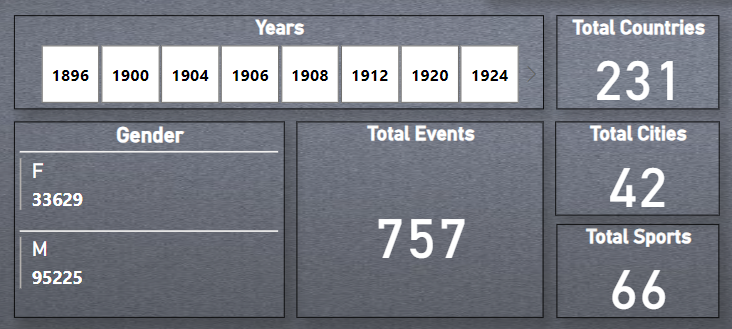 Years
1896 1900 1904 1906 1908 1912 1920 1924
Total Countries
231
Gender
F
33629
M
95225
Total Events
757
Total Cities
42
Total Sports
66